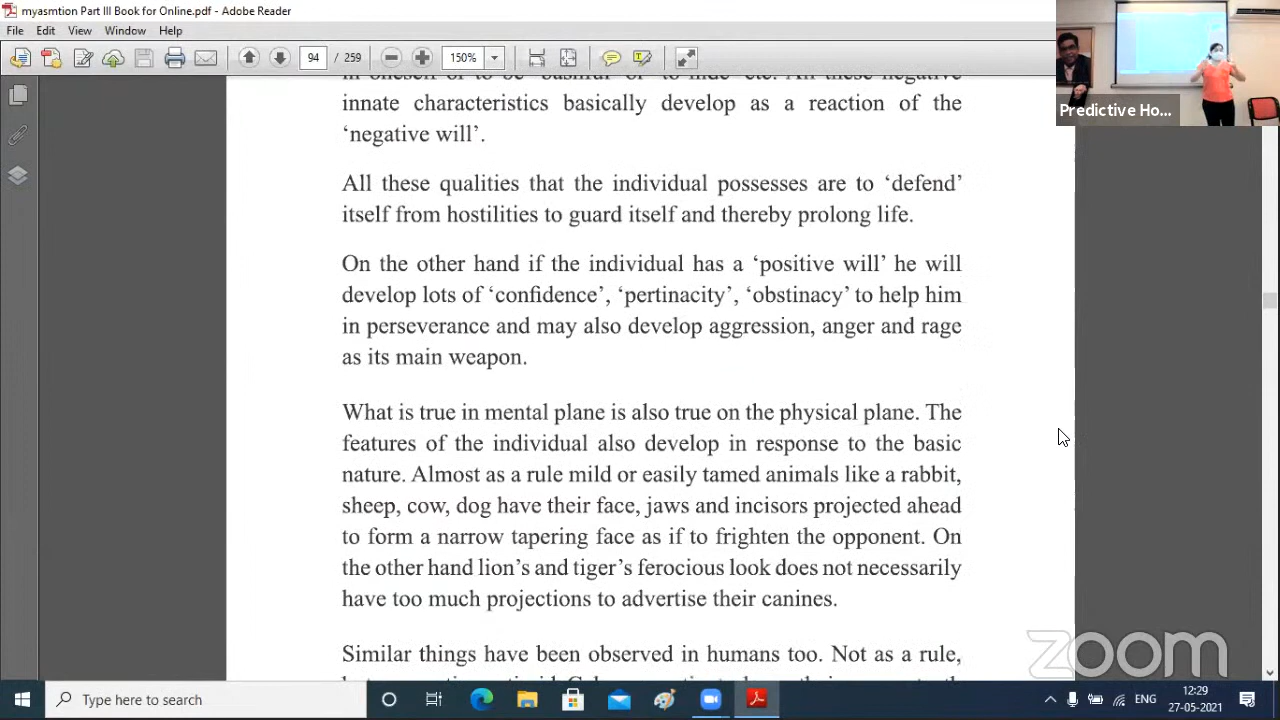 myasmtion Part III Book for Online.pdf - Adobe Reader
File Edit View Window Help
94 / 259 150%
innate characteristics basically develop as a reaction of the
‘negative will’.
All these qualities that the individual possesses are to ‘defend’
itself from hostilities to guard itself and thereby prolong life.
On the other hand if the individual has a ‘positive will’ he will
develop lots of ‘confidence’, ‘pertinacity’, ‘obstinacy’ to help him
in perseverance and may also develop aggression, anger and rage
as its main weapon.
What is true in mental plane is also true on the physical plane. The
features of the individual also develop in response to the basic
nature. Almost as a rule mild or easily tamed animals like a rabbit,
sheep, cow, dog have their face, jaws and incisors projected ahead
to form a narrow tapering face as if to frighten the opponent. On
the other hand lion’s and tiger’s ferocious look does not necessarily
have too much projections to advertise their canines.
Similar things have been observed in humans too. Not as a rule,
Predictive Ho...
zoom
Type here to search
ENG
12:29
27-05-2021